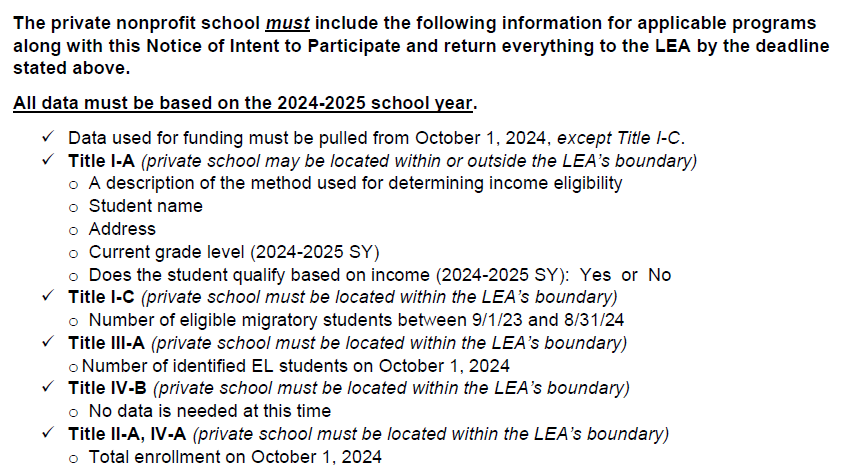 The private nonprofit school must include the following information for applicable programs
along with this Notice of Intent to Participate and return everything to the LEA by the deadline
stated above.
All data must be based on the 2024-2025 school year.
✓ Data used for funding must be pulled from October 1, 2024, except Title I-C.
✓ Title I-A (private school may be located within or outside the LEA's boundary)
o A description of the method used for determining income eligibility
o Student name
o Address
o Current grade level (2024-2025 SY)
o Does the student qualify based on income (2024-2025 SY): Yes or No
✓ Title I-C (private school must be located within the LEA's boundary)
o Number of eligible migratory students between 9/1/23 and 8/31/24
✓ Title III-A (private school must be located within the LEA's boundary)
o Number of identified EL students on October 1, 2024
✓ Title IV-B (private school must be located within the LEA's boundary)
o No data is needed at this time
✓ Title II-A, IV-A (private school must be located within the LEA's boundary)
o Total enrollment on October 1, 2024